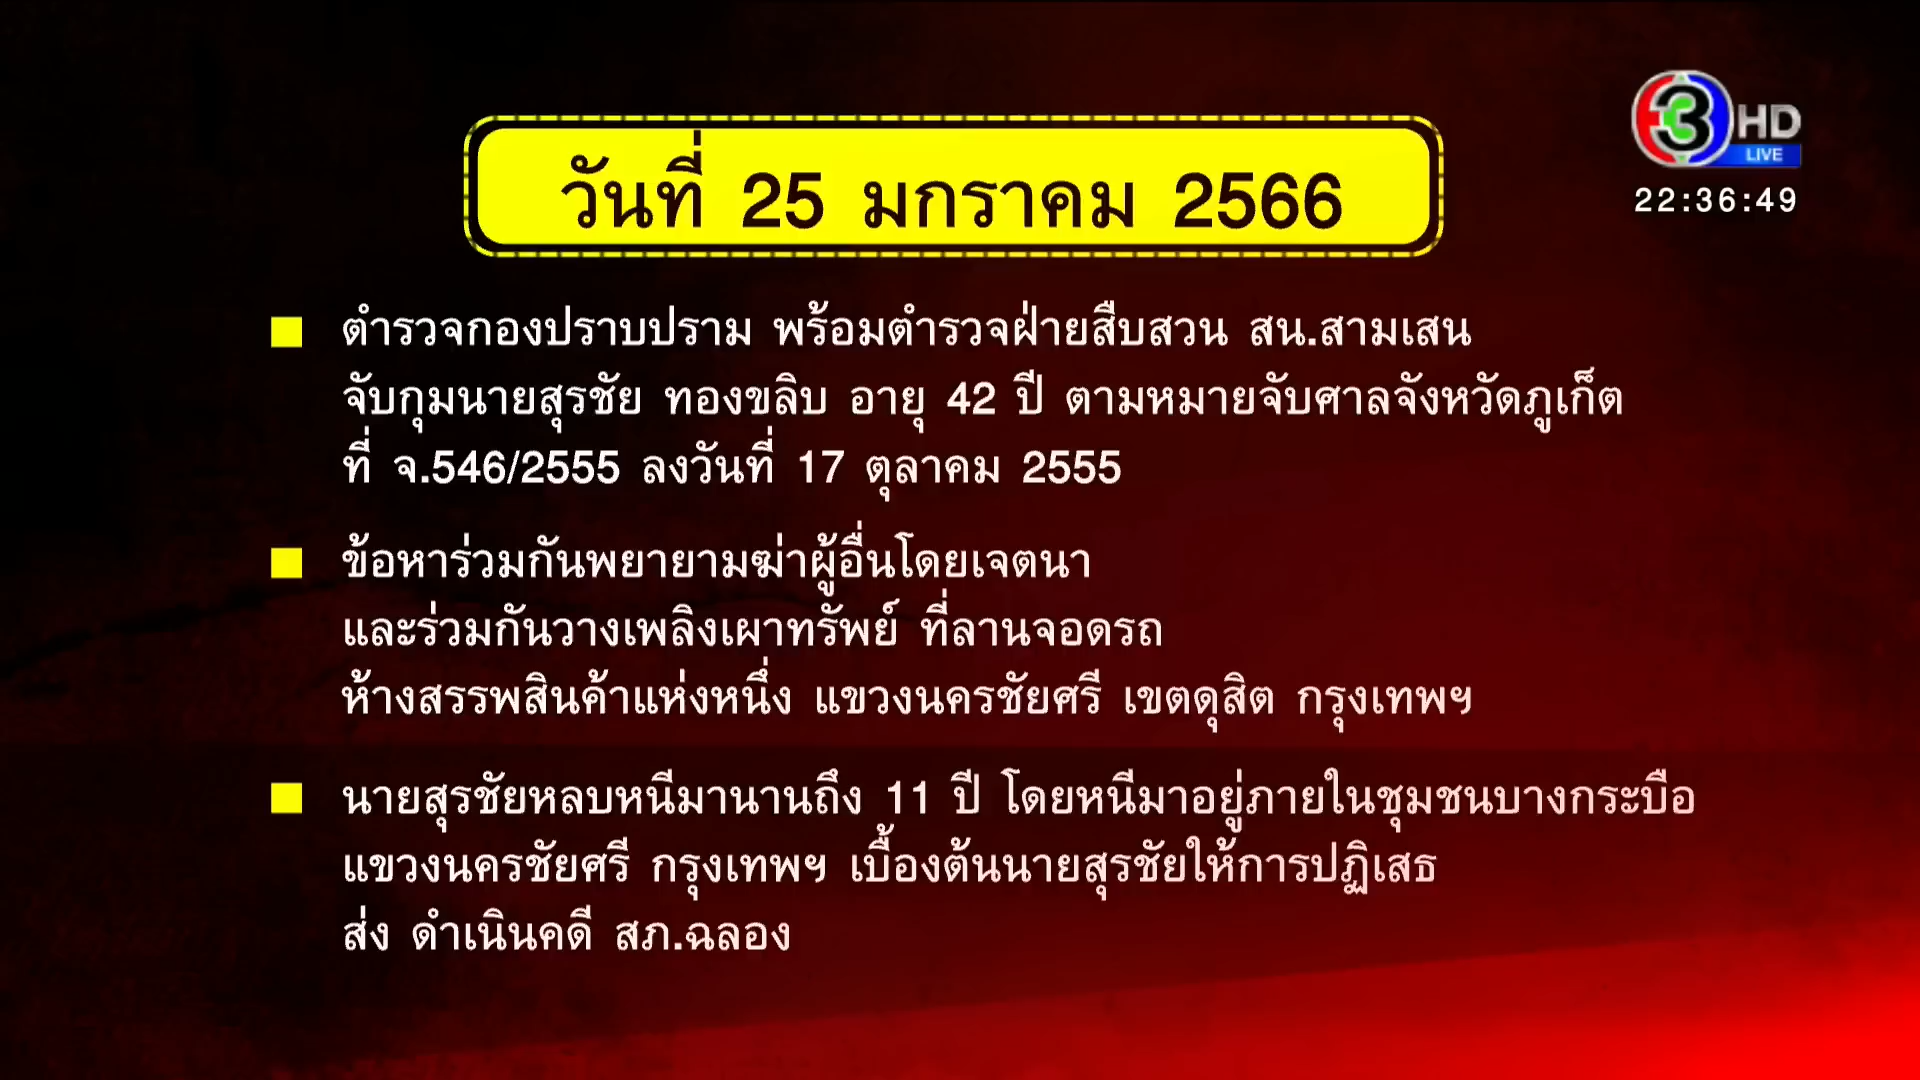 วันที่ 25 มกราคม 2566
3 HD
LIVE
22:36:49
ตำรวจกองปราบปราม พร้อมตำรวจฝ่ายสืบสวน สน.สามเสน
จับกุมนายสุรชัย ทองขลิบ อายุ 42 ปี ตามหมายจับศาลจังหวัดภูเก็ต
ที่ จ.546/2555 ลงวันที่ 17 ตุลาคม 2555
ข้อหาร่วมกันพยายามฆ่าผู้อื่นโดยเจตนา
และร่วมกันวางเพลิงเผาทรัพย์ ที่ลานจอดรถ
ห้างสรรพสินค้าแห่งหนึ่ง แขวงนครชัยศรี เขตดุสิต กรุงเทพฯ
นายสุรชัยหลบหนีมานานถึง 11 ปี โดยหนีมาอยู่ภายในชุมชนบางกระบือ
แขวงนครชัยศรี กรุงเทพฯ เบื้องต้นนายสุรชัยให้การปฏิเสธ
ส่ง ดำเนินคดี สภ.ฉลอง